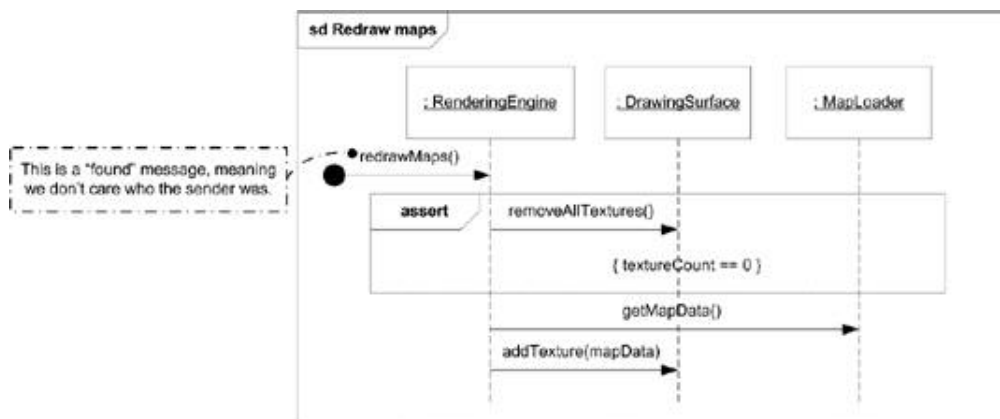 sd Redraw maps
: RenderingEngine
: DrawingSurface
: MapLoader
This is a “found” message, meaning
we don't care who the sender was.
redrawMaps()
assert
removeAllTextures()
{ textureCount == 0 }
getMapData()
addTexture(mapData)